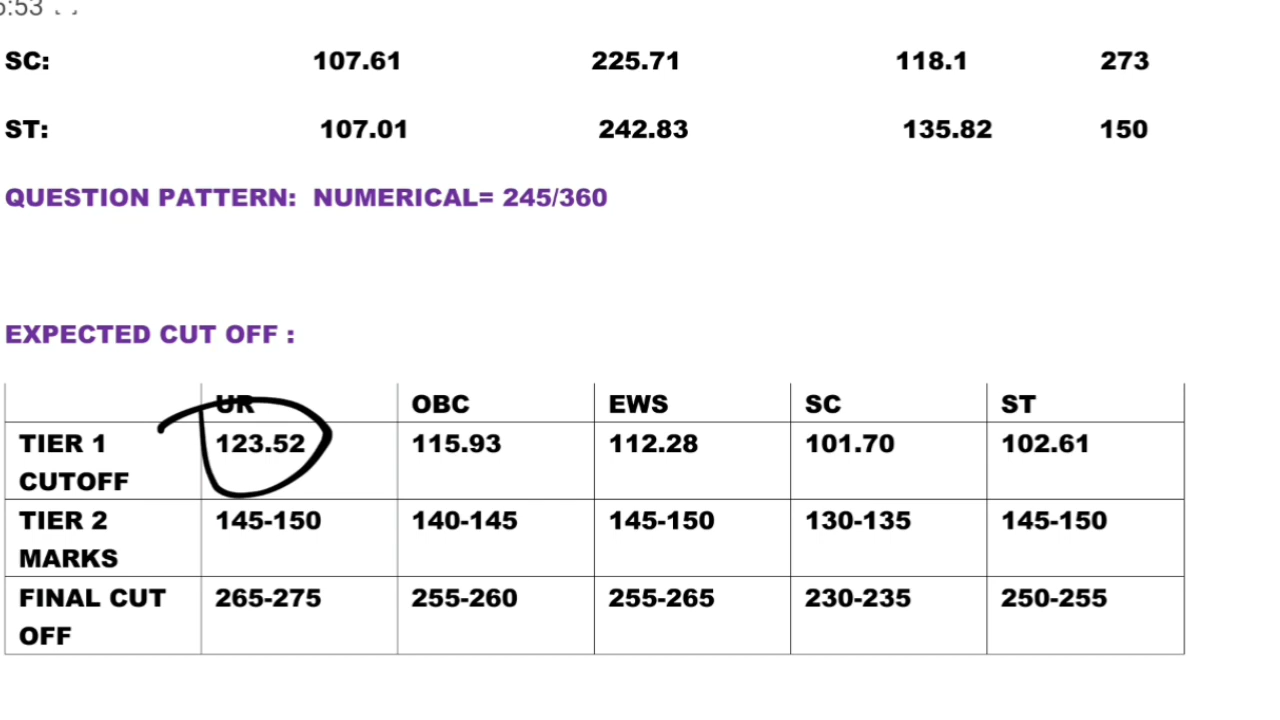 5:53
SC: 107.61 225.71 118.1 273
ST: 107.01 242.83 135.82 150
QUESTION PATTERN: NUMERICAL= 245/360
EXPECTED CUT OFF :
UR OBC EWS SC ST
TIER 1 CUTOFF 123.52 115.93 112.28 101.70 102.61
TIER 2 MARKS 145-150 140-145 145-150 130-135 145-150
FINAL CUT OFF 265-275 255-260 255-265 230-235 250-255